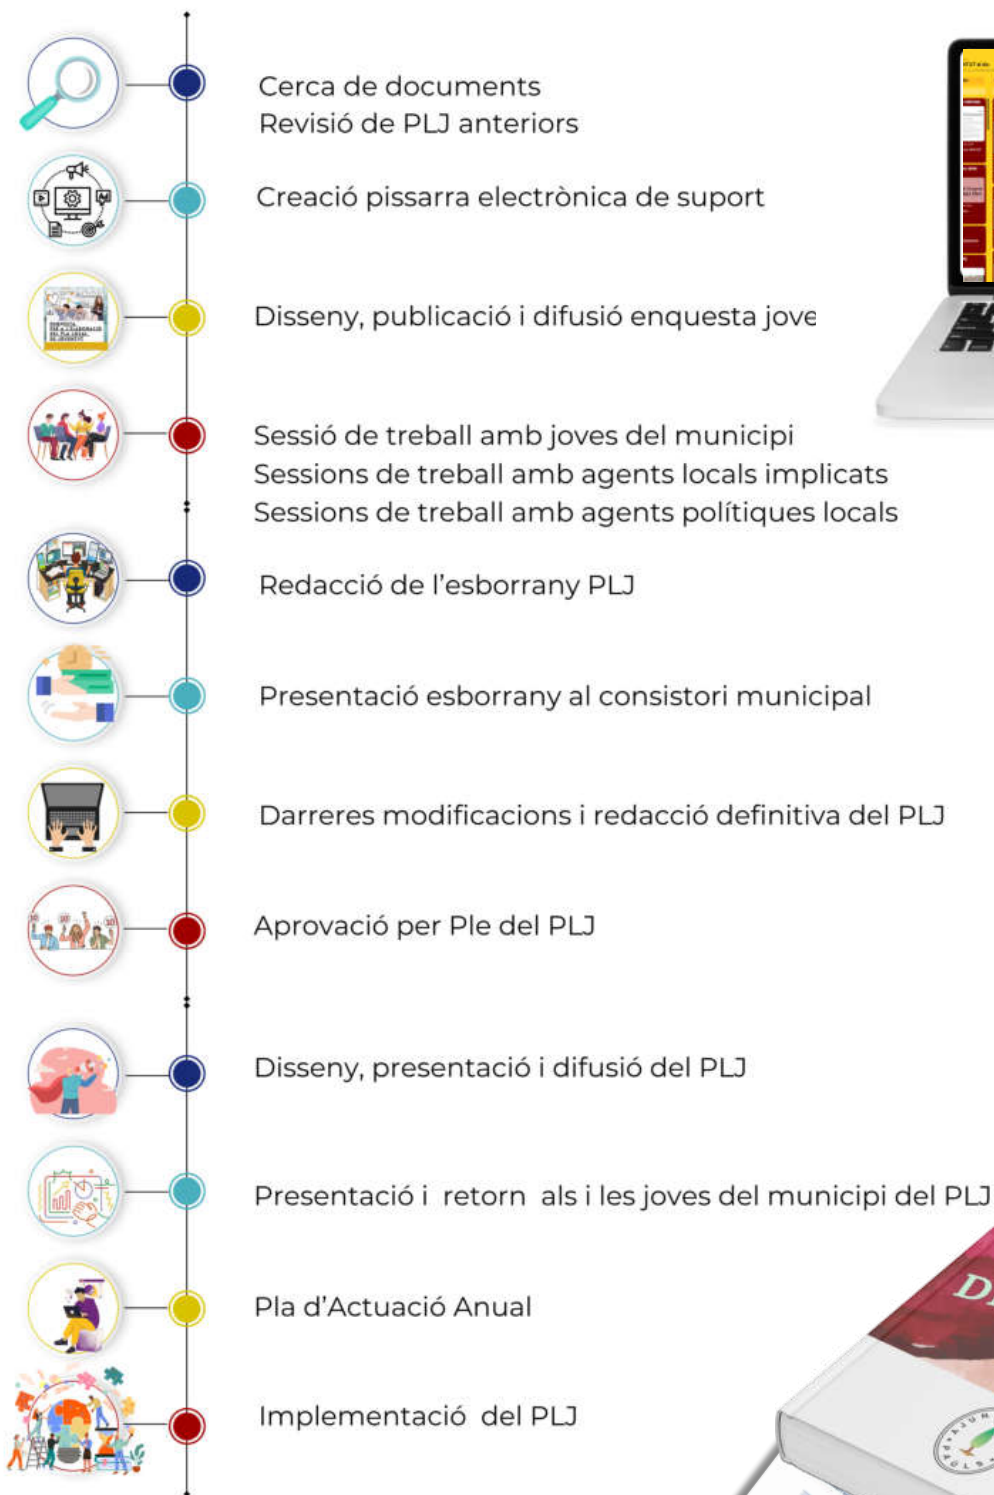 Cerca de documents
Revisió de PLJ anteriors
Creació pissarra electrònica de suport
Disseny, publicació i difusió enquesta jove
Sessió de treball amb joves del municipi
Sessions de treball amb agents locals implicats
Sessions de treball amb agents polítiques locals
Redacció de l'esborrany PLJ
Presentació esborrany al consistori municipal
Darreres modificacions i redacció definitiva del PLJ
Aprovació per Ple del PLJ
10 10 10
Disseny, presentació i difusió del PLJ
Presentació i retorn als i les joves del municipi del PLJ
Pla d'Actuació Anual
Implementació del PLJ